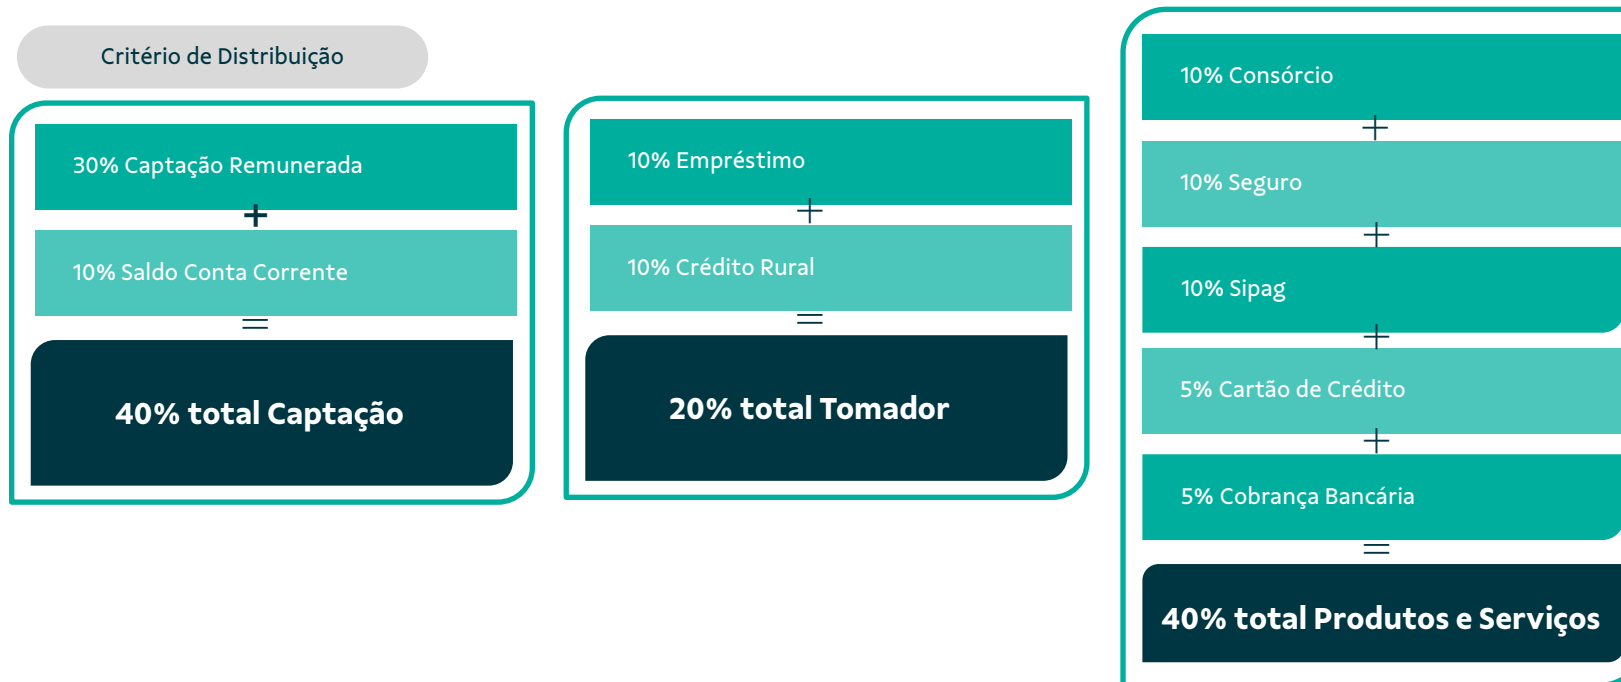 Critério de Distribuição
30% Captação Remunerada
+
10% Saldo Conta Corrente
=
40% total Captação
10% Empréstimo
+
10% Crédito Rural
=
20% total Tomador
10% Consórcio
+
10% Seguro
+
10% Sipag
+
5% Cartão de Crédito
+
5% Cobrança Bancária
=
40% total Produtos e Serviços